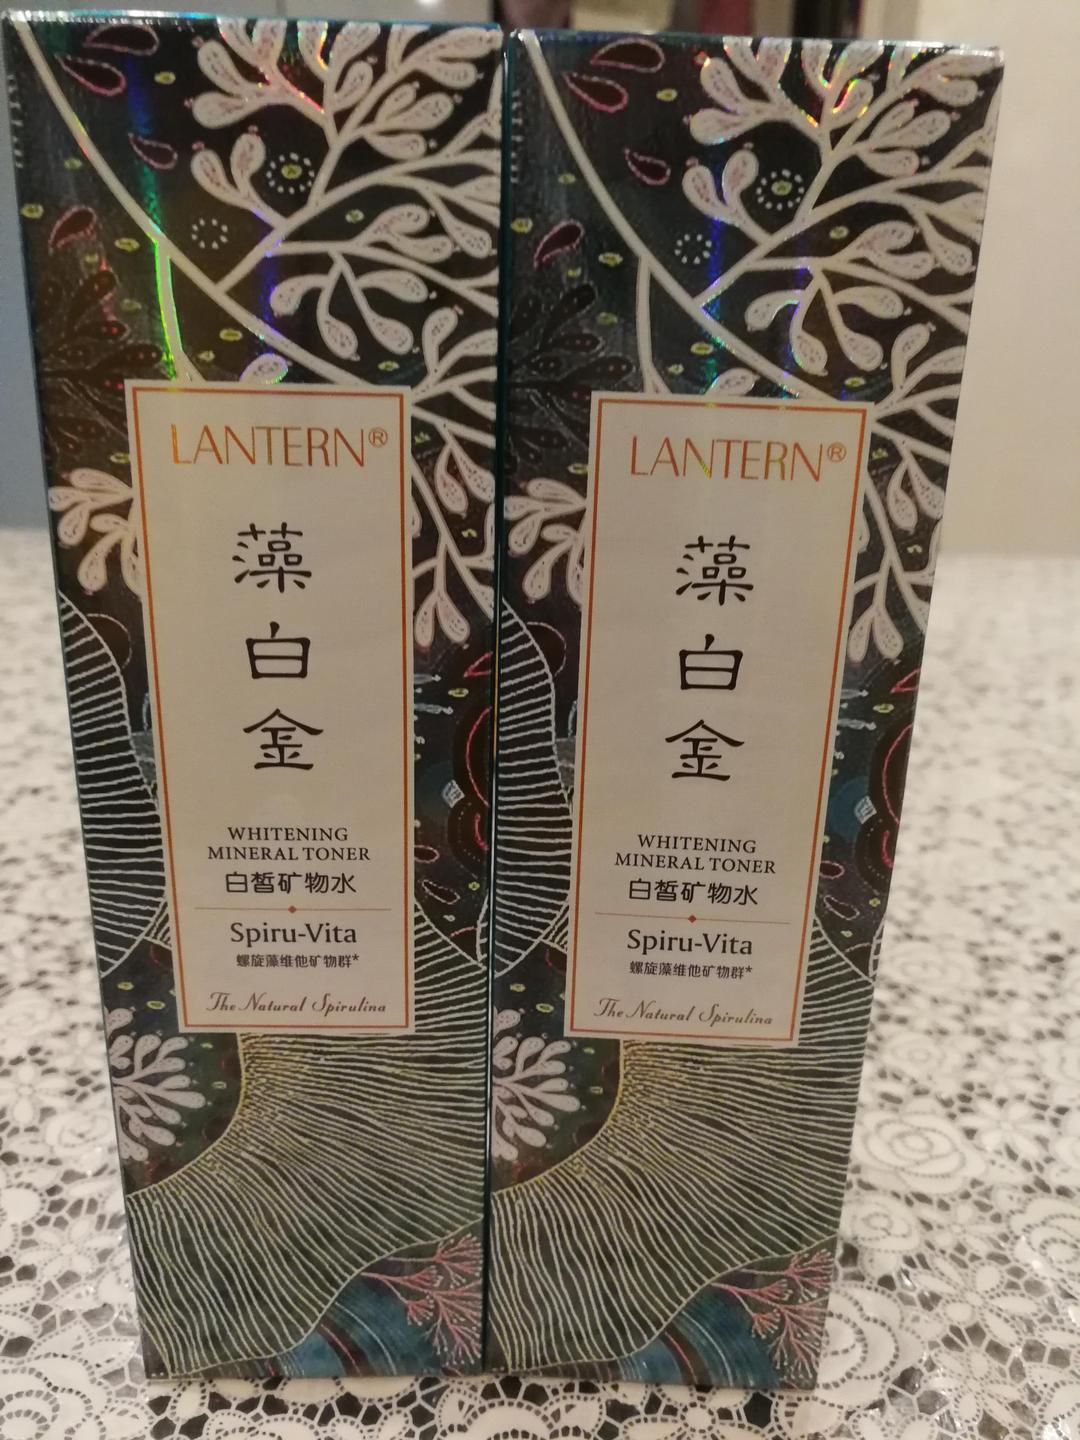 LANTERN®
藻
白
金
WHITENING
MINERAL TONER
白皙矿物水
Spiru-Vita
螺旋藻维他矿物群*
The Natural Spirulina
LANTERN®
藻
白
金
WHITENING
MINERAL TONER
白皙矿物水
Spiru-Vita
螺旋藻维他矿物群*
The Natural Spirulina